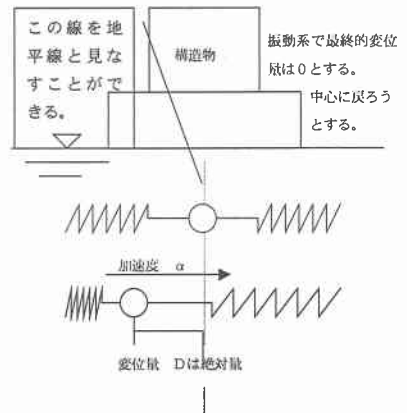 この線を地
平線と見な
すことがで
きる。
構造物
振動系で最終的変位
量は0とする。
中心に戻ろう
とする。
加速度 α
変位量 Dは絶対量